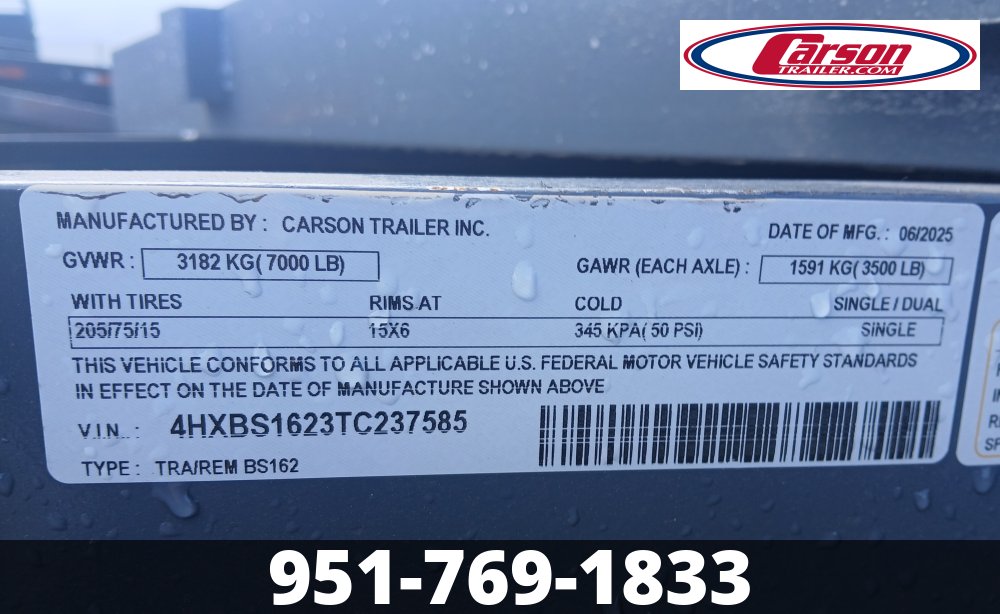 Carson
TRAILER.COM
MANUFACTURED BY : CARSON TRAILER INC.
DATE OF MFG. : 06/2025
GVWR : 3182 KG( 7000 LB)
GAWR (EACH AXLE) : 1591 KG( 3500 LB)
WITH TIRES RIMS AT COLD SINGLE / DUAL
205/75/15 15X6 345 KPA( 50 PSI) SINGLE
THIS VEHICLE CONFORMS TO ALL APPLICABLE U.S. FEDERAL MOTOR VEHICLE SAFETY STANDARDS
IN EFFECT ON THE DATE OF MANUFACTURE SHOWN ABOVE
V.I.N. : 4HXBS1623TC237585
TYPE : TRA/REM BS162
951-769-1833